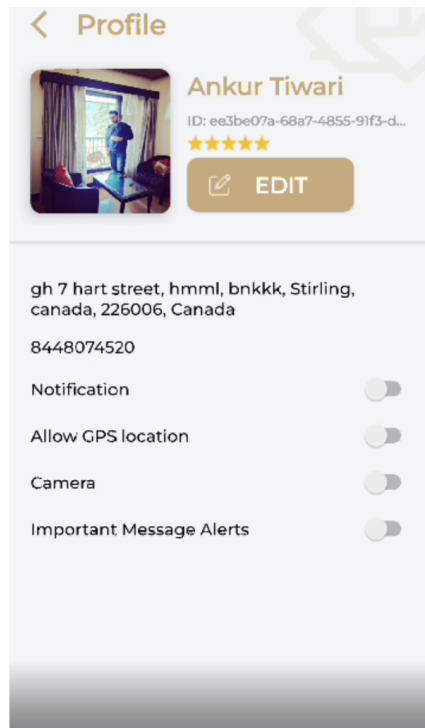 Profile
Ankur Tiwari
ID: ee3be07a-68a7-4855-91f3-d...
EDIT
gh 7 hart street, hmml, bnkkk, Stirling,
canada, 226006, Canada
8448074520
Notification
Allow GPS location
Camera
Important Message Alerts